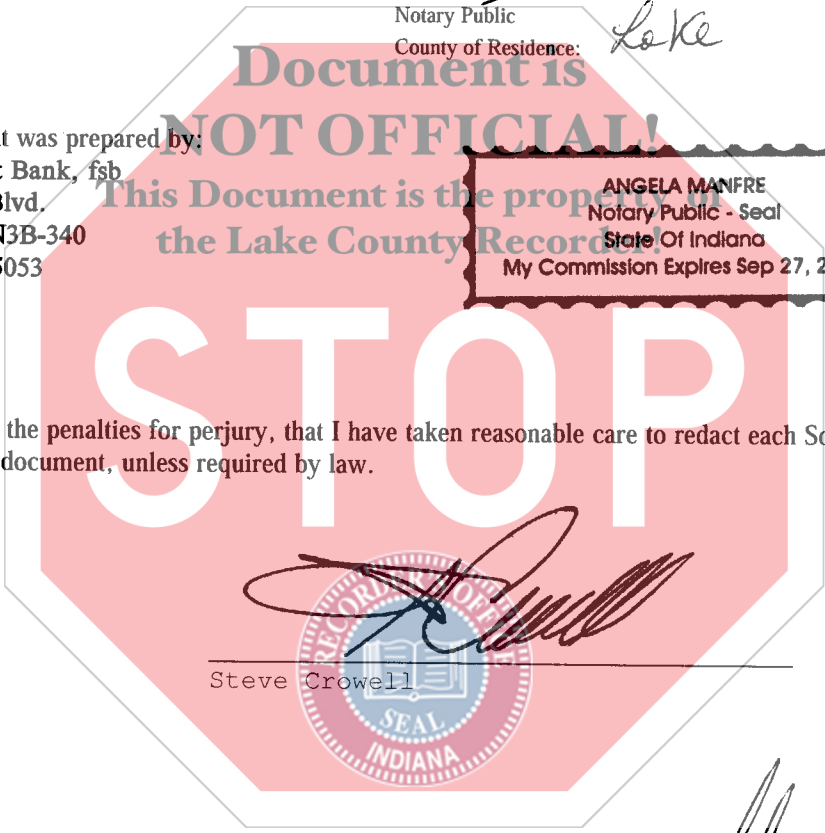 Notary Public
County of Residence: Lake
Document is
NOT OFFICIAL!
This Document is the property of
the Lake County Recorder!
t was prepared by:
t Bank, fsb
Blvd.
N3B-340
5053
ANGELA MANFRE
Notary Public - Seal
State Of Indiana
My Commission Expires Sep 27, 2
STOP
the penalties for perjury, that I have taken reasonable care to redact each So
document, unless required by law.
Steve Crowell
RECORDER'S OFFICE
SEAL
INDIANA